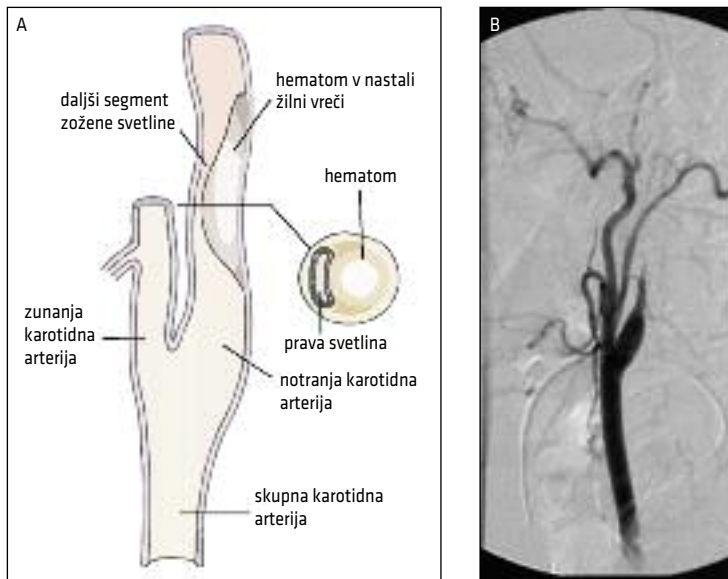 A
daljši segment
zožene svetline
hematom v nastali
žilni vreči
hematom
prava svetlina
zunanja
karotidna
arterija
notranja karotidna
arterija
skupna karotidna
arterija
B